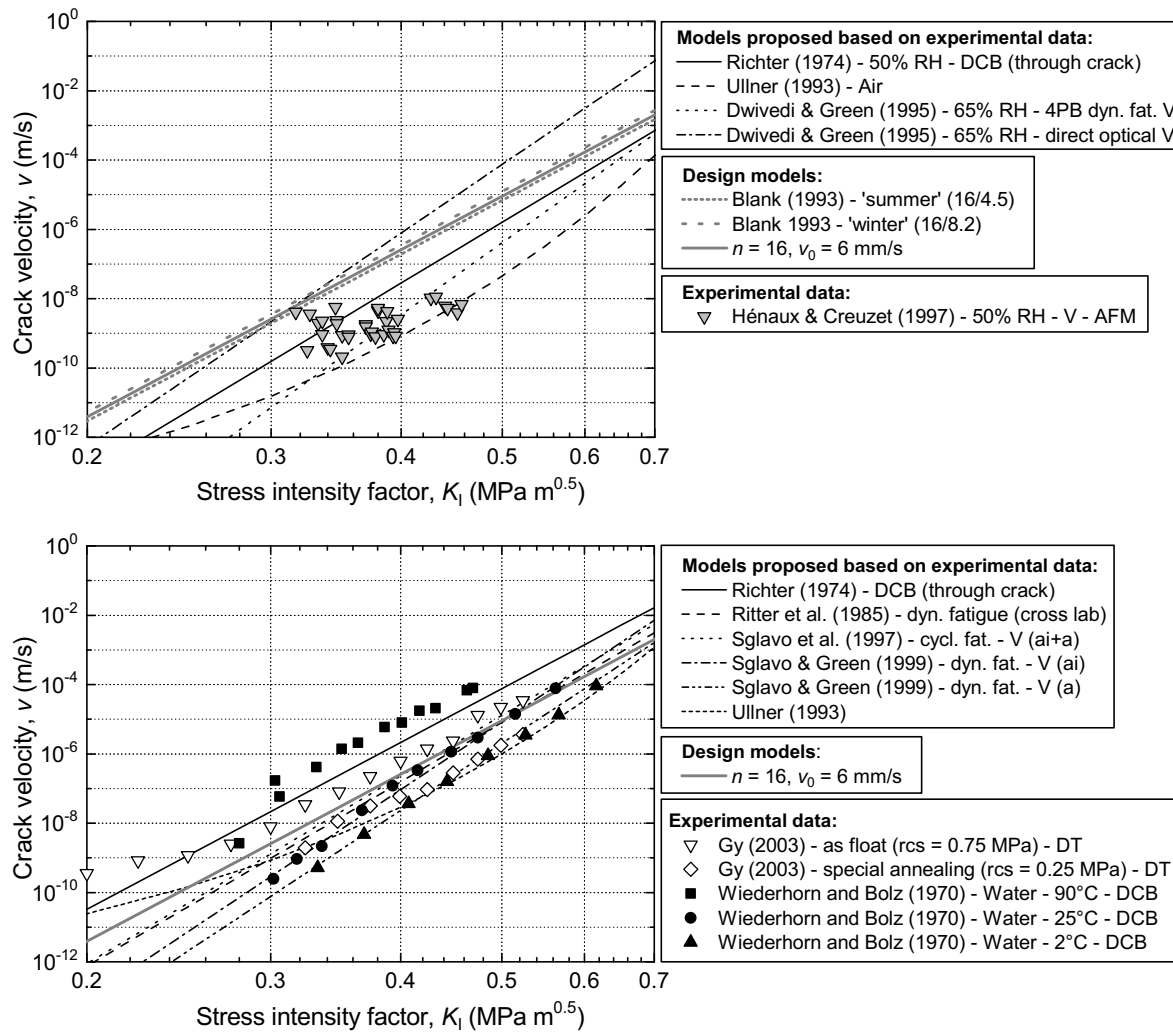 10^0
10^-2
10^-4
10^-6
10^-8
10^-10
10^-12
Crack velocity, v (m/s)
0.2 0.3 0.4 0.5 0.6 0.7
Stress intensity factor, K_I (MPa m^0.5)
Models proposed based on experimental data:
Richter (1974) - 50% RH - DCB (through crack)
Ullner (1993) - Air
Dwivedi & Green (1995) - 65% RH - 4PB dyn. fat. V
Dwivedi & Green (1995) - 65% RH - direct optical V
Design models:
Blank (1993) - 'summer' (16/4.5)
Blank 1993 - 'winter' (16/8.2)
n = 16, v_0 = 6 mm/s
Experimental data:
Hénaux & Creuzet (1997) - 50% RH - V - AFM
10^0
10^-2
10^-4
10^-6
10^-8
10^-10
10^-12
Crack velocity, v (m/s)
0.2 0.3 0.4 0.5 0.6 0.7
Stress intensity factor, K_I (MPa m^0.5)
Models proposed based on experimental data:
Richter (1974) - DCB (through crack)
Ritter et al. (1985) - dyn. fatigue (cross lab)
Sglavo et al. (1997) - cycl. fat. - V (ai+a)
Sglavo & Green (1999) - dyn. fat. - V (ai)
Sglavo & Green (1999) - dyn. fat. - V (a)
Ullner (1993)
Design models:
n = 16, v_0 = 6 mm/s
Experimental data:
Gy (2003) - as float (rcs = 0.75 MPa) - DT
Gy (2003) - special annealing (rcs = 0.25 MPa) - DT
Wiederhorn and Bolz (1970) - Water - 90°C - DCB
Wiederhorn and Bolz (1970) - Water - 25°C - DCB
Wiederhorn and Bolz (1970) - Water - 2°C - DCB